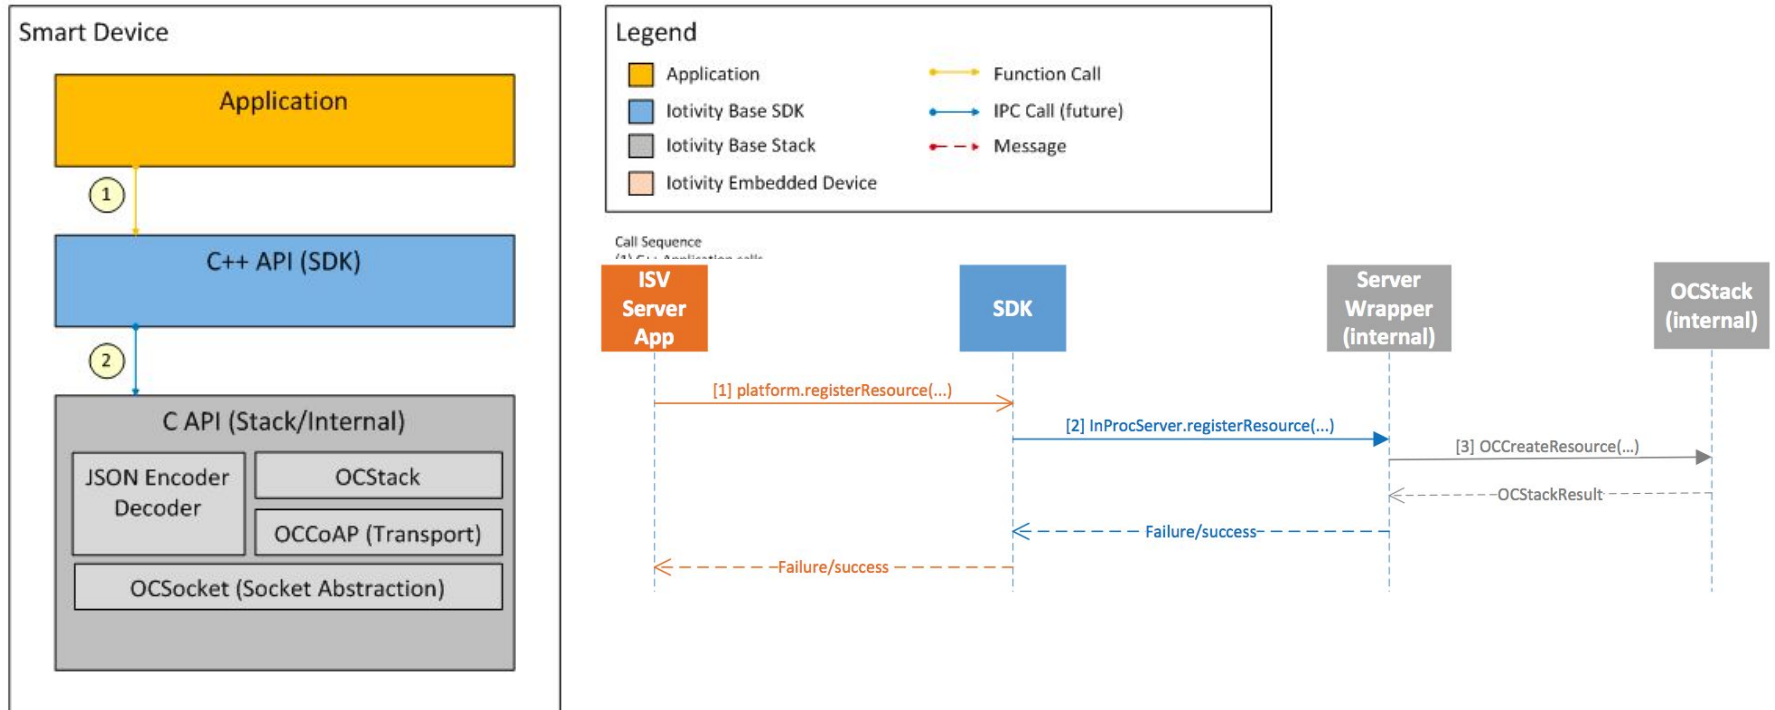 Smart Device
Application
1
C++ API (SDK)
2
C API (Stack/Internal)
JSON Encoder
Decoder
OCStack
OCCoAP (Transport)
OCSocket (Socket Abstraction)
Legend
Application
Iotivity Base SDK
Iotivity Base Stack
Iotivity Embedded Device
Function Call
IPC Call (future)
Message
Call Sequence
(1) C++ Application calls
ISV
Server
App
SDK
Server
Wrapper
(internal)
OCStack
(internal)
[1] platform.registerResource(...)
[2] InProcServer.registerResource(...)
[3] OCCreateResource(...)
OCStackResult
Failure/success
Failure/success